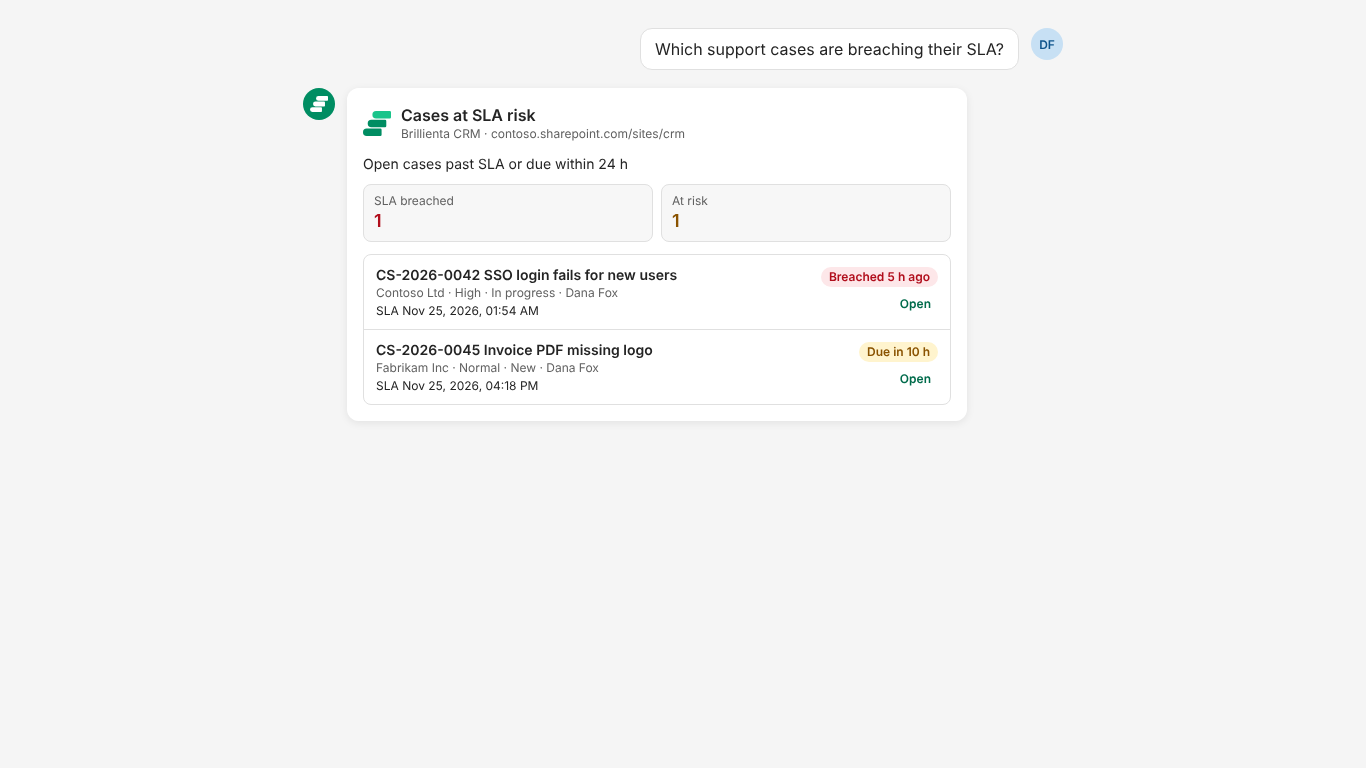 Which support cases are breaching their SLA?
DF
Cases at SLA risk
Brillienta CRM · contoso.sharepoint.com/sites/crm
Open cases past SLA or due within 24 h
SLA breached
1
At risk
1
CS-2026-0042 SSO login fails for new users
Breached 5 h ago
Contoso Ltd · High · In progress · Dana Fox
Open
SLA Nov 25, 2026, 01:54 AM
CS-2026-0045 Invoice PDF missing logo
Due in 10 h
Fabrikam Inc · Normal · New · Dana Fox
Open
SLA Nov 25, 2026, 04:18 PM